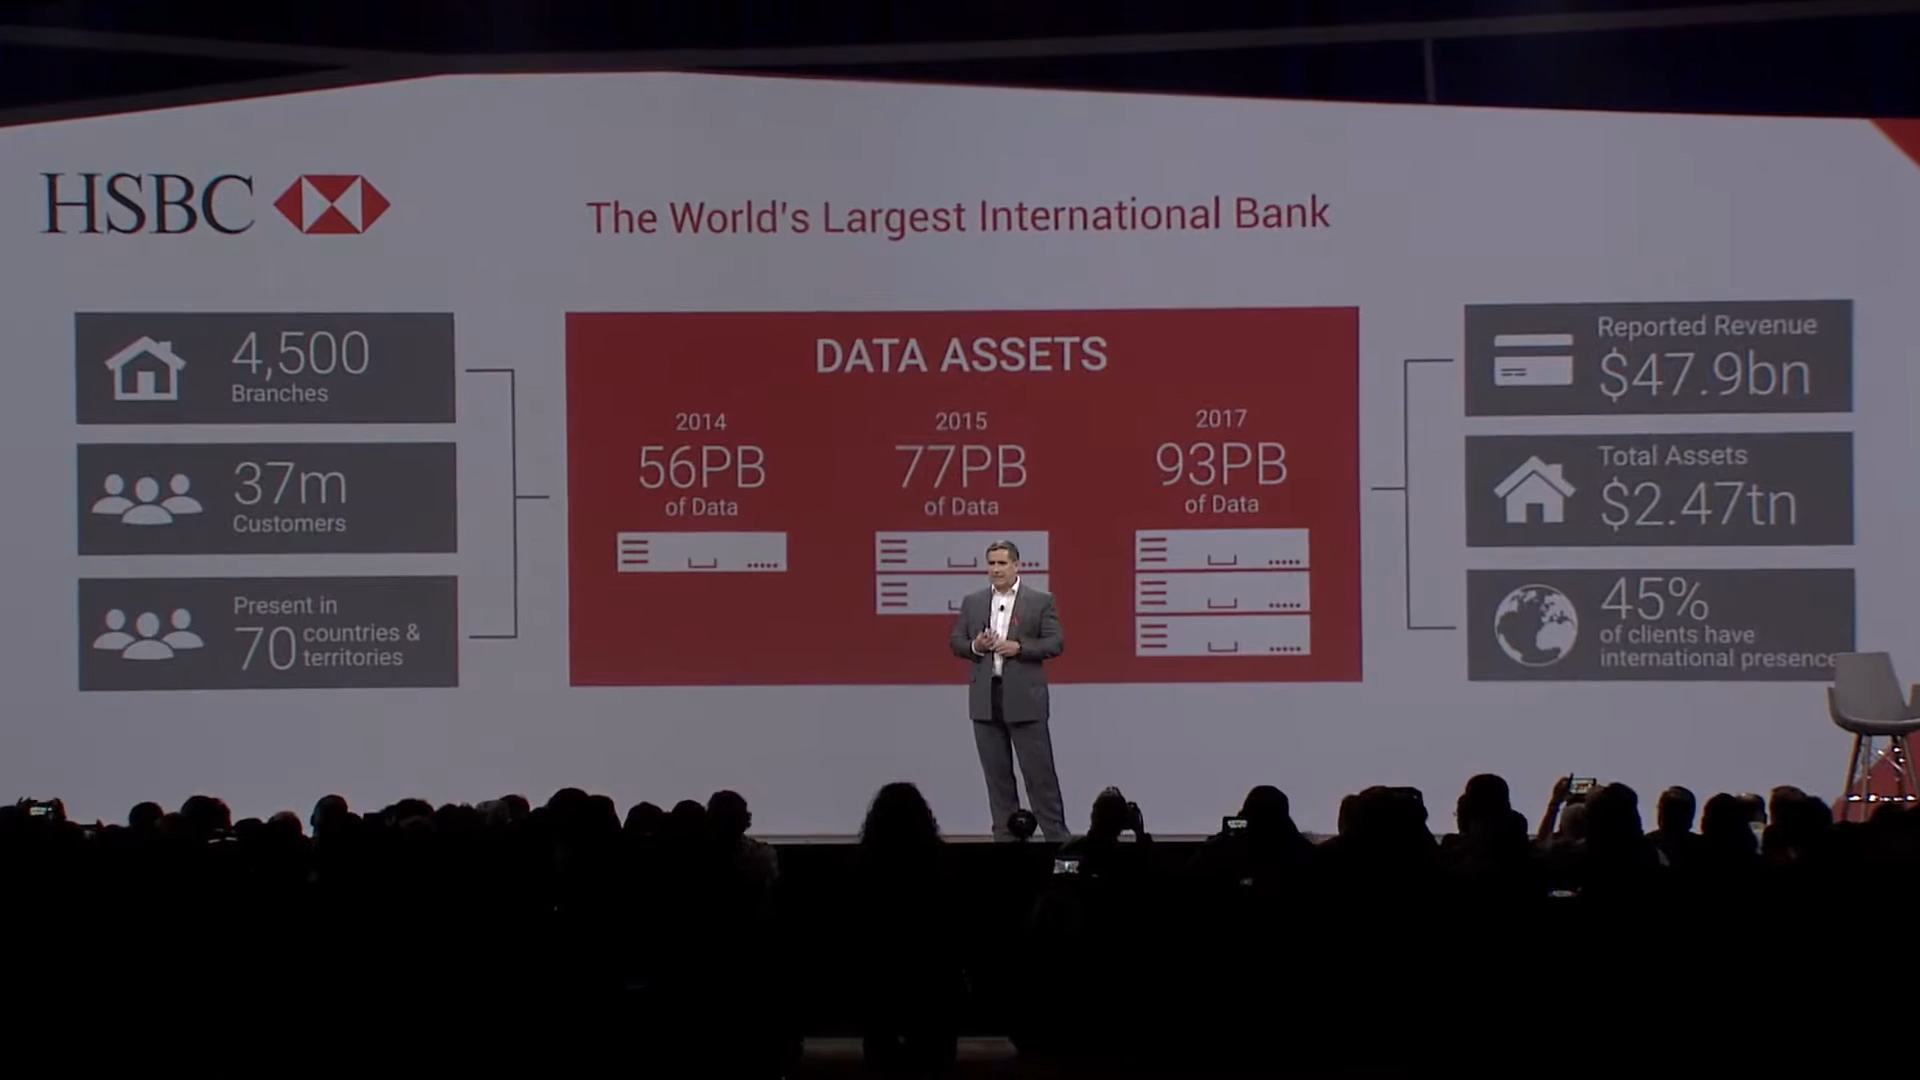 HSBC
The World's Largest International Bank
4,500
Branches
37m
Customers
Present in
70 countries &
territories
DATA ASSETS
2014
56PB
of Data
2015
77PB
of Data
2017
93PB
of Data
Reported Revenue
$47.9bn
Total Assets
$2.47tn
45%
of clients have
international presence